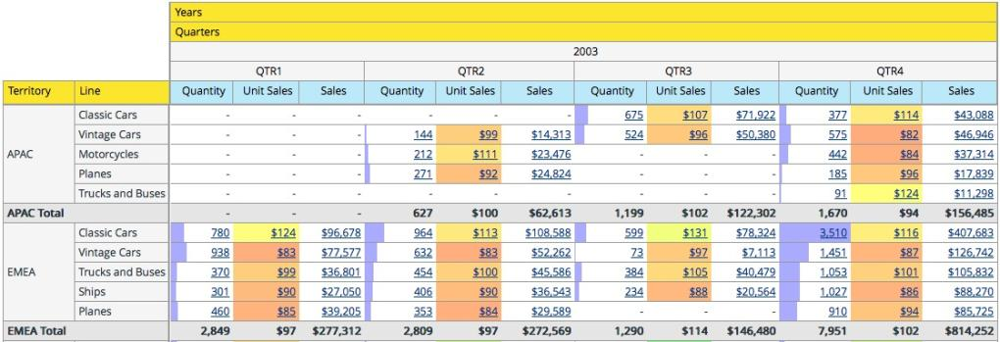 Years
Quarters
2003
QTR1 QTR2 QTR3 QTR4
Territory Line Quantity Unit Sales Sales Quantity Unit Sales Sales Quantity Unit Sales Sales Quantity Unit Sales Sales
Classic Cars - - - - - - 675 $107 $71,922 377 $114 $43,088
Vintage Cars - - - 144 $99 $14,313 524 $96 $50,380 575 $82 $46,946
APAC Motorcycles - - - 212 $111 $23,476 - - - 442 $84 $37,314
Planes - - - 271 $92 $24,824 - - - 185 $96 $17,839
Trucks and Buses - - - - - - - - - 91 $124 $11,298
APAC Total - - - 627 $100 $62,613 1,199 $102 $122,302 1,670 $94 $156,485
Classic Cars 780 $124 $96,678 964 $113 $108,588 599 $131 $78,324 3,510 $116 $407,683
Vintage Cars 938 $83 $77,577 632 $83 $52,262 73 $97 $7,113 1,451 $87 $126,742
EMEA Trucks and Buses 370 $99 $36,801 454 $100 $45,586 384 $105 $40,479 1,053 $101 $105,832
Ships 301 $90 $27,050 406 $90 $36,543 234 $88 $20,564 1,027 $86 $88,270
Planes 460 $85 $39,205 353 $84 $29,589 - - - 910 $94 $85,725
EMEA Total 2,849 $97 $277,312 2,809 $97 $272,569 1,290 $114 $146,480 7,951 $102 $814,252